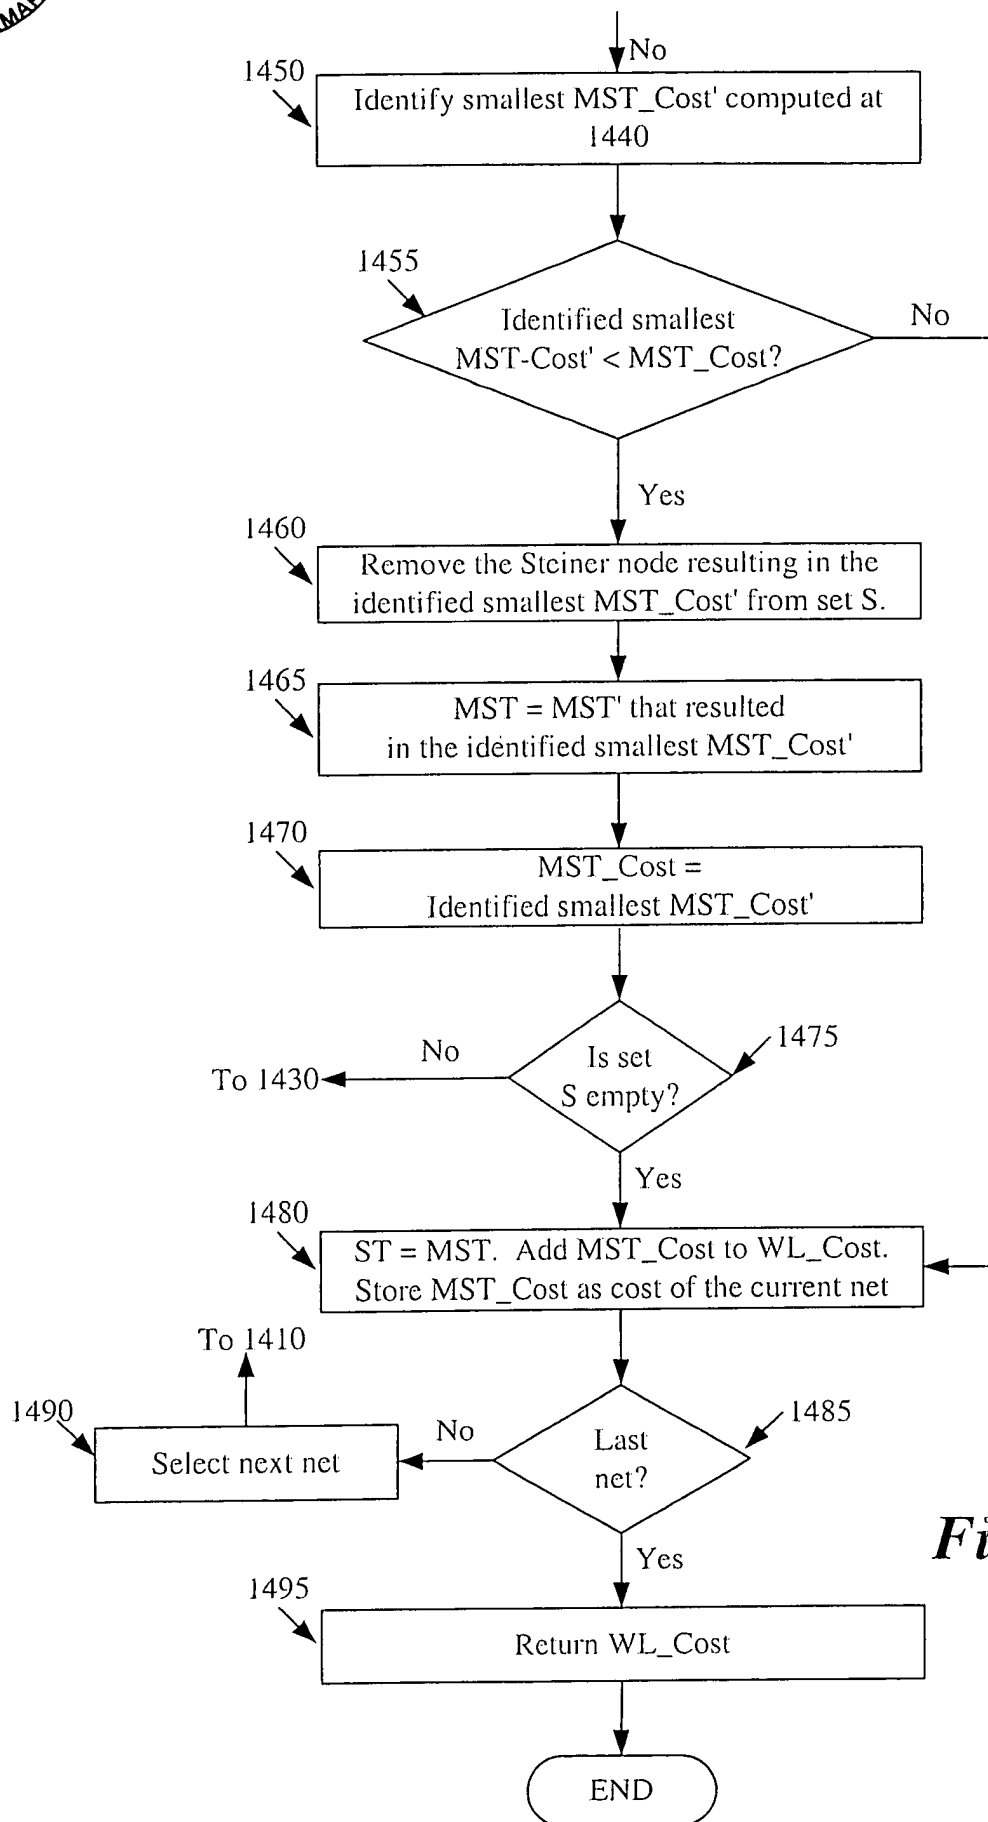 No
1450
Identify smallest MST_Cost' computed at
1440
1455
Identified smallest
MST-Cost' < MST_Cost?
No
Yes
1460
Remove the Steiner node resulting in the
identified smallest MST_Cost' from set S.
1465
MST = MST' that resulted
in the identified smallest MST_Cost'
1470
MST_Cost =
Identified smallest MST_Cost'
1475
No
Is set
S empty?
To 1430
Yes
1480
ST = MST. Add MST_Cost to WL_Cost.
Store MST_Cost as cost of the current net
To 1410
1490
1485
No
Last
net?
Select next net
Yes
1495
Return WL_Cost
END